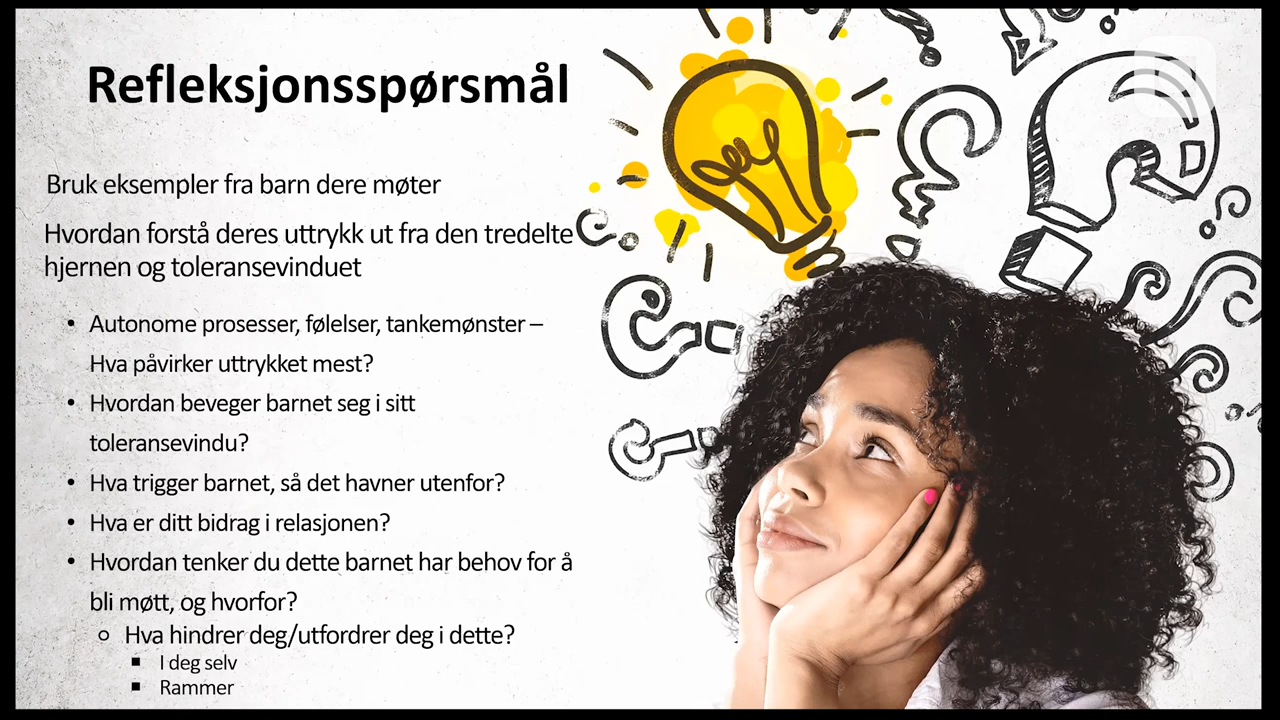 Refleksjonsspørsmål
Bruk eksempler fra barn dere møter
Hvordan forstå deres uttrykk ut fra den tredelte
hjernen og toleransevinduet
• Autonome prosesser, følelser, tankemønster –
Hva påvirker uttrykket mest?
• Hvordan beveger barnet seg i sitt
toleransevindu?
• Hva trigger barnet, så det havner utenfor?
• Hva er ditt bidrag i relasjonen?
• Hvordan tenker du dette barnet har behov for å
bli møtt, og hvorfor?
o Hva hindrer deg/utfordrer deg i dette?
▪ I deg selv
▪ Rammer